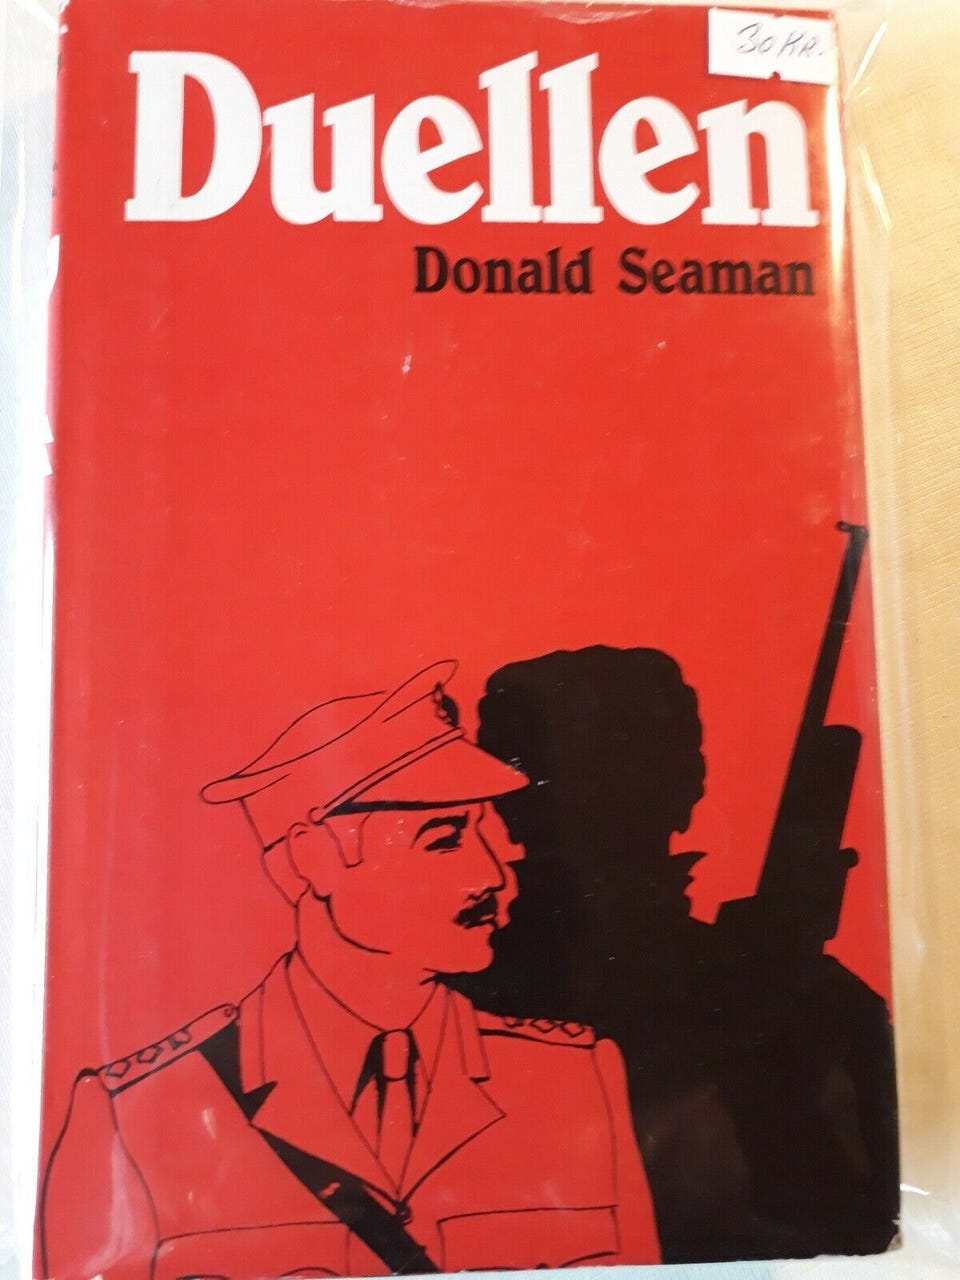 30 KR.
Duellen
Donald Seaman